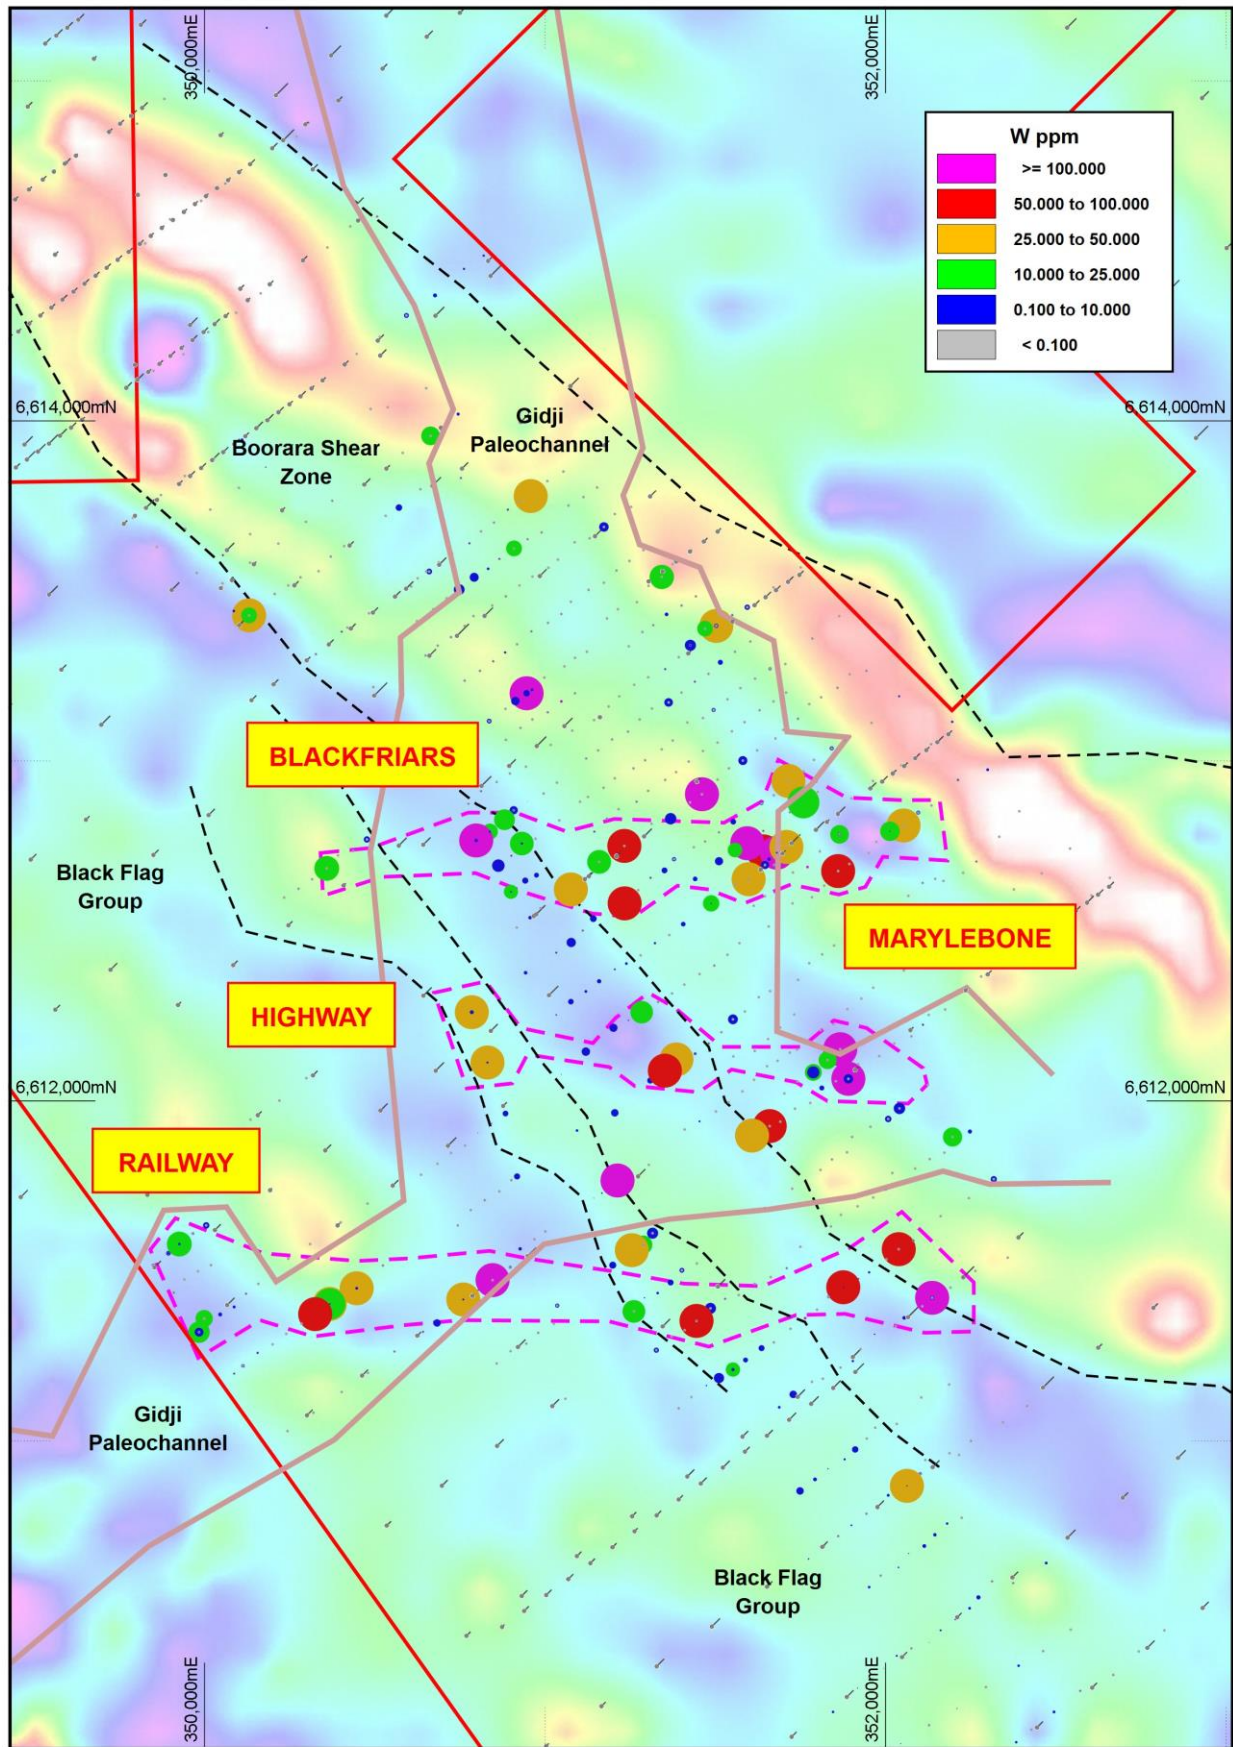 350,000mE
352,000mE
W ppm
>= 100.000
50.000 to 100.000
25.000 to 50.000
10.000 to 25.000
0.100 to 10.000
< 0.100
6,614,000mN
6,614,000mN
Gidji
Paleochannel
Boorara Shear
Zone
BLACKFRIARS
Black Flag
Group
MARYLEBONE
HIGHWAY
6,612,000mN
6,612,000mN
RAILWAY
Gidji
Paleochannel
Black Flag
Group
350,000mE
352,000mE